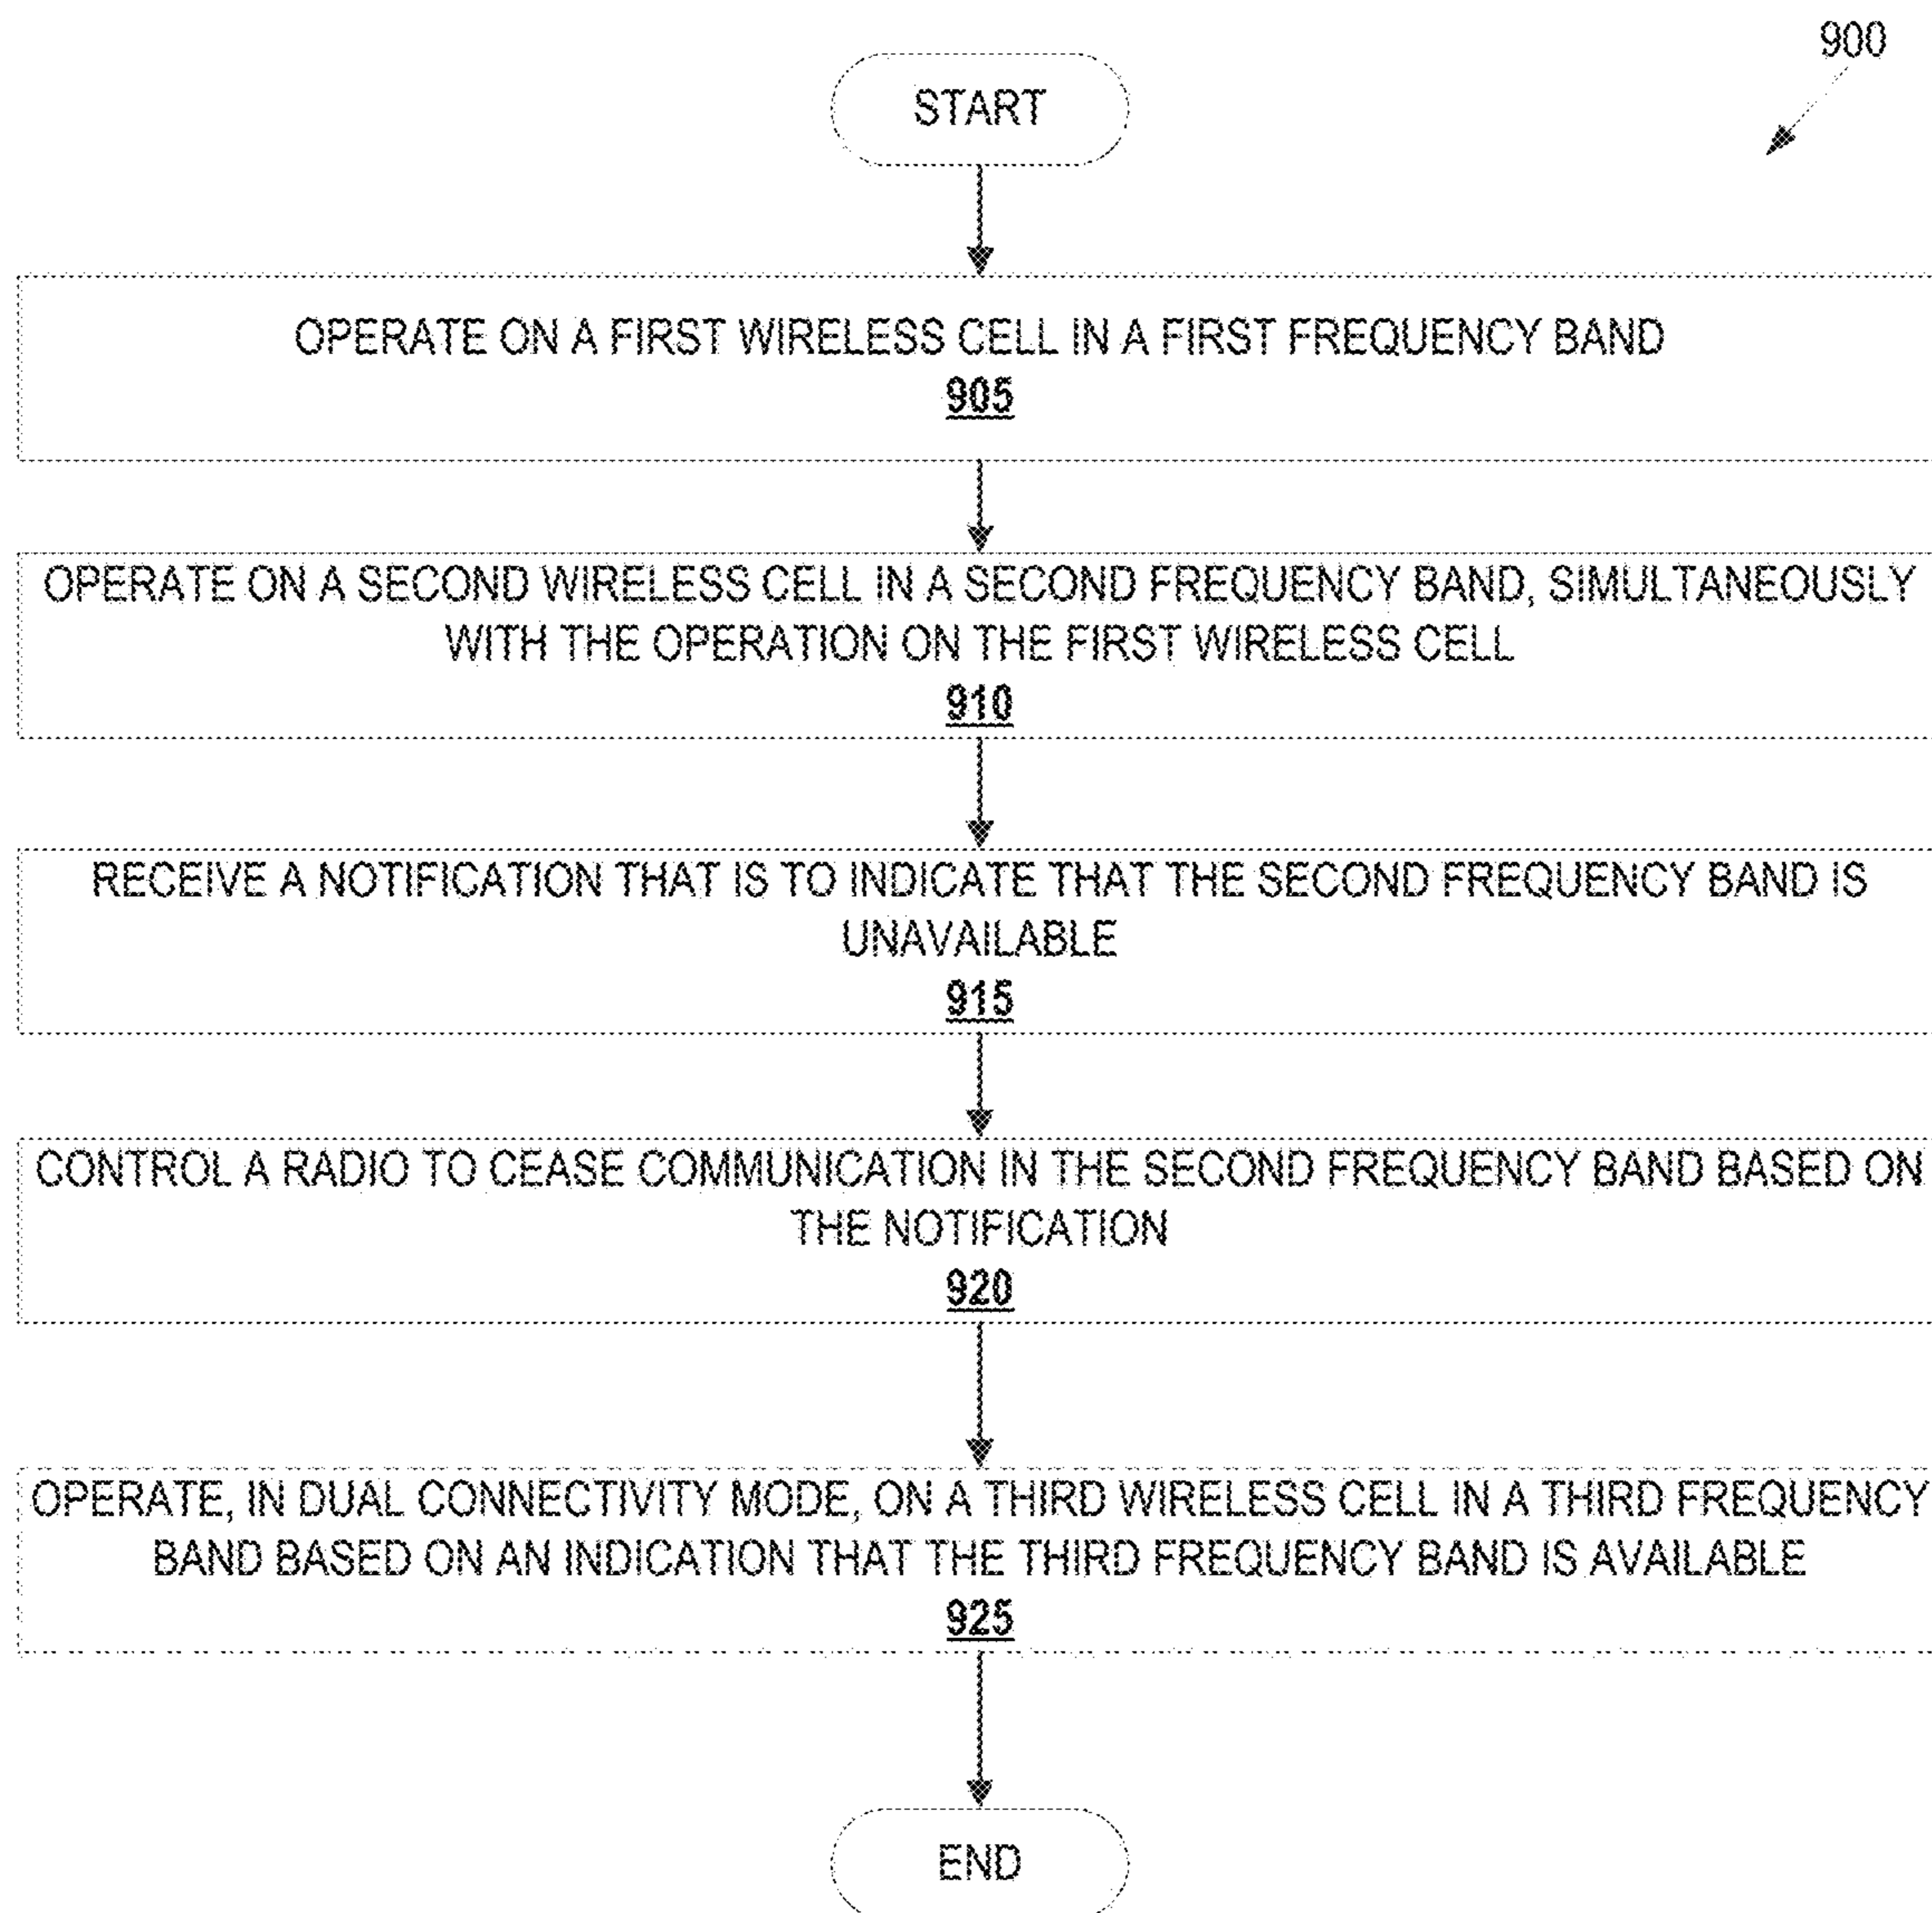 900
START
OPERATE ON A FIRST WIRELESS CELL IN A FIRST FREQUENCY BAND
905
OPERATE ON A SECOND WIRELESS CELL IN A SECOND FREQUENCY BAND, SIMULTANEOUSLY
WITH THE OPERATION ON THE FIRST WIRELESS CELL
910
RECEIVE A NOTIFICATION THAT IS TO INDICATE THAT THE SECOND FREQUENCY BAND IS
UNAVAILABLE
915
CONTROL A RADIO TO CEASE COMMUNICATION IN THE SECOND FREQUENCY BAND BASED ON
THE NOTIFICATION
920
OPERATE, IN DUAL CONNECTIVITY MODE, ON A THIRD WIRELESS CELL IN A THIRD FREQUENCY
BAND BASED ON AN INDICATION THAT THE THIRD FREQUENCY BAND IS AVAILABLE
925
END